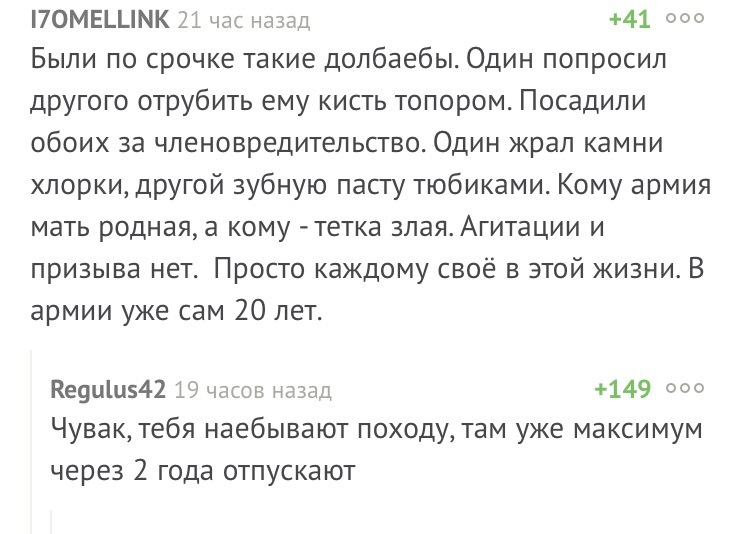 I7OMELLINK 21 час назад +41
Были по срочке такие долбаебы. Один попросил
другого отрубить ему кисть топором. Посадили
обоих за членовредительство. Один жрал камни
хлорки, другой зубную пасту тюбиками. Кому армия
мать родная, а кому - тетка злая. Агитации и
призыва нет. Просто каждому своё в этой жизни. В
армии уже сам 20 лет.
Regulus42 19 часов назад +149
Чувак, тебя наебывают походу, там уже максимум
через 2 года отпускают